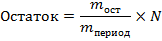 Остаток = m_ост / m_период × N